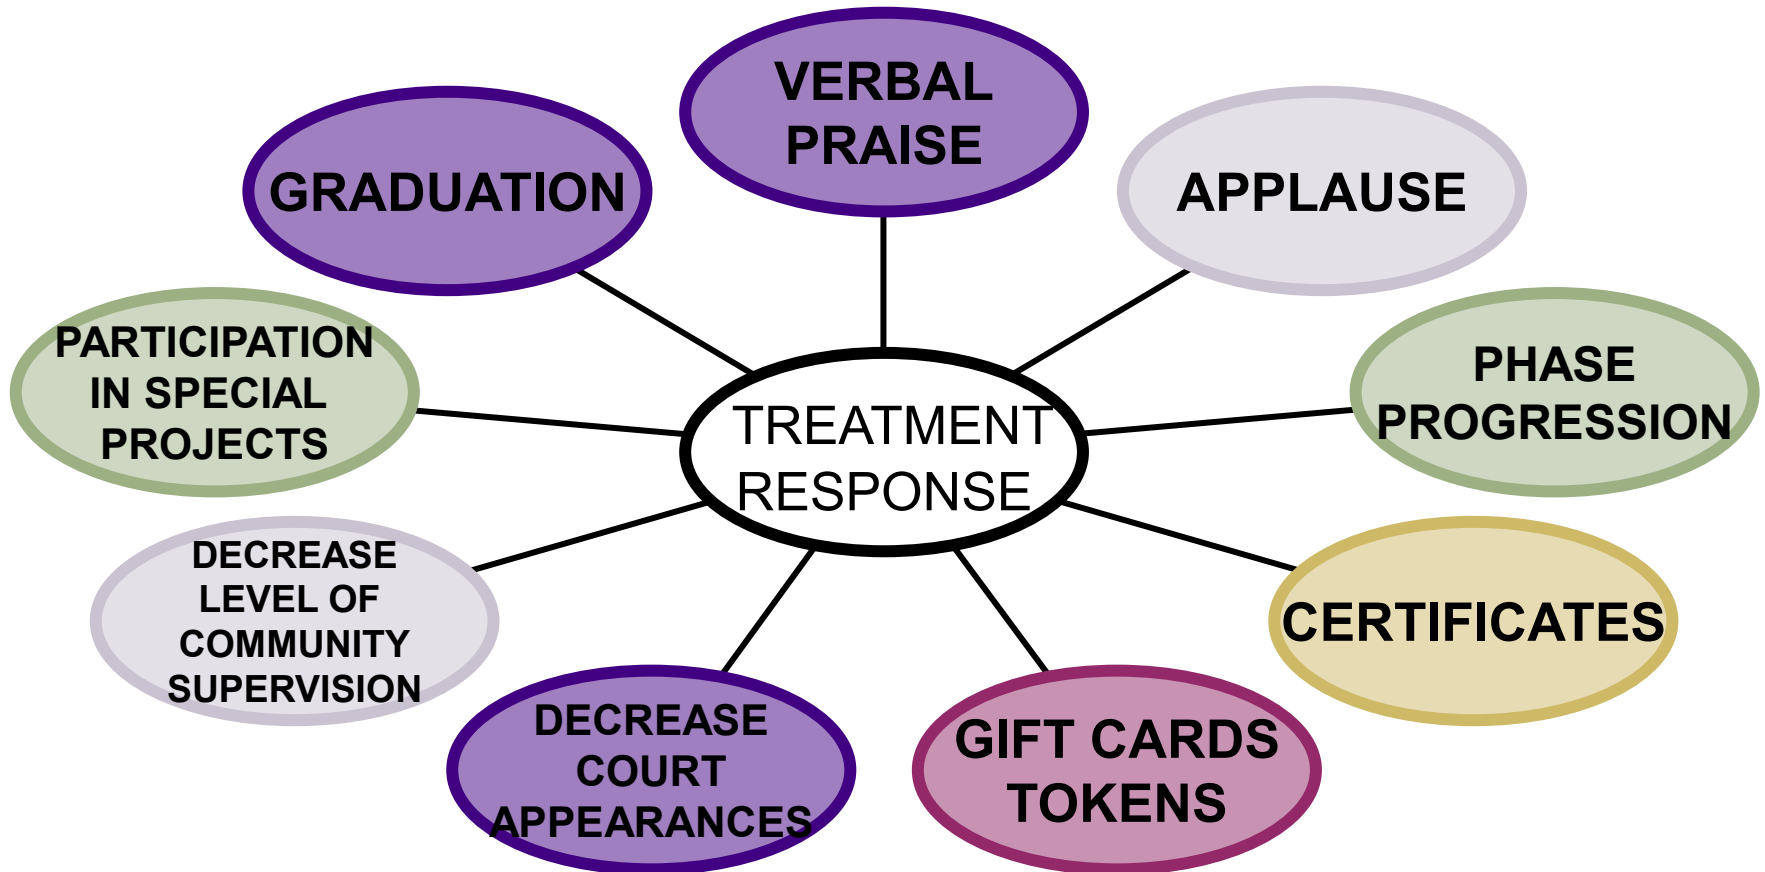 VERBAL
PRAISE
GRADUATION
APPLAUSE
PARTICIPATION
IN SPECIAL
PROJECTS
PHASE
PROGRESSION
TREATMENT
RESPONSE
DECREASE
LEVEL OF
COMMUNITY
SUPERVISION
CERTIFICATES
DECREASE
COURT
APPEARANCES
GIFT CARDS
TOKENS